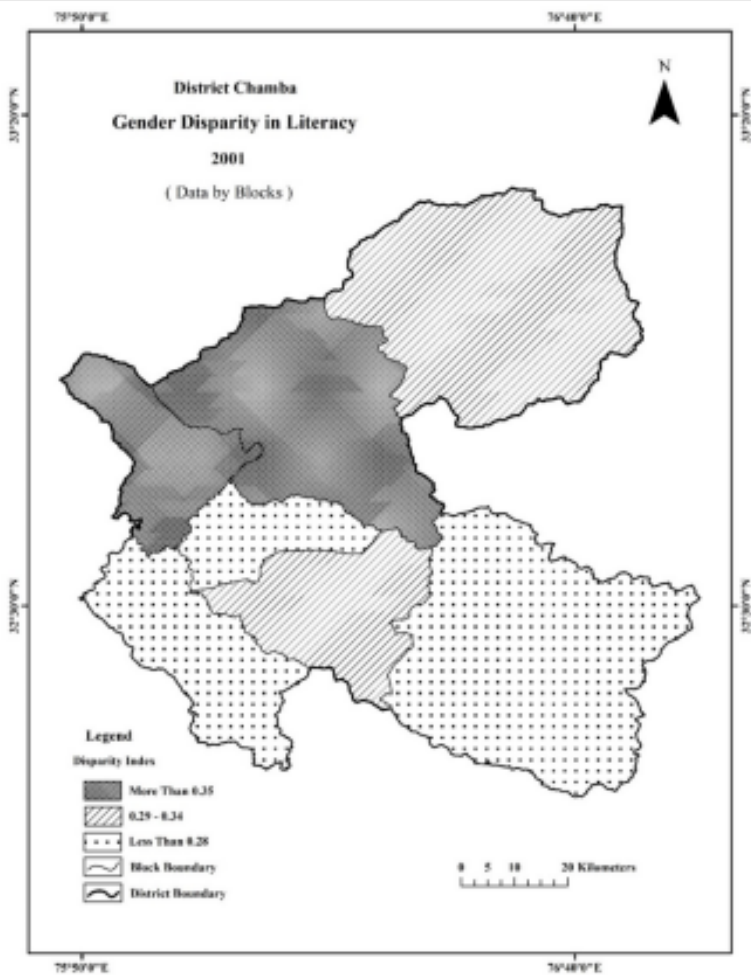 75°50'0"E 76°40'0"E
N
District Chamba
Gender Disparity in Literacy
2001
( Data by Blocks )
33°20'0"N 33°20'0"N
32°30'0"N 32°30'0"N
Legend
Disparity Index
More Than 0.35
0.29 - 0.34
Less Than 0.28
Block Boundary
District Boundary
0 5 10 20 Kilometers
75°50'0"E 76°40'0"E